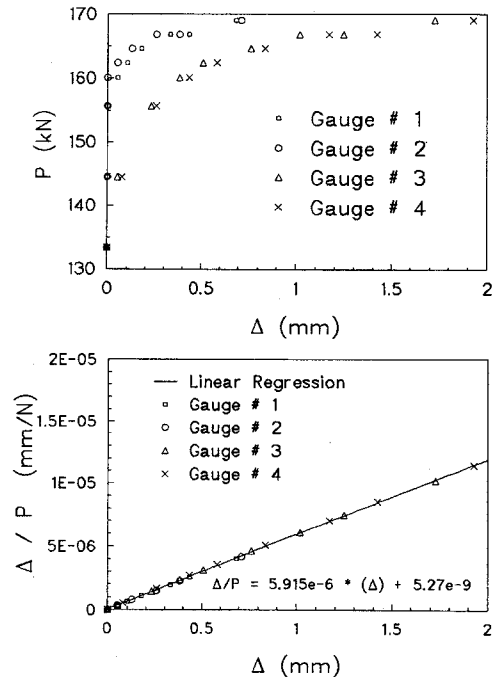 170
160
150
140
130
P (kN)
□ Gauge # 1
○ Gauge # 2
△ Gauge # 3
× Gauge # 4
0 0.5 1 1.5 2
Δ (mm)
2E-05
1E-05
1E-05
5E-06
0
Δ / P (mm/N)
— Linear Regression
□ Gauge # 1
○ Gauge # 2
△ Gauge # 3
× Gauge # 4
Δ/P = 5.915e-6 * (Δ) + 5.27e-9
0 0.5 1 1.5 2
Δ (mm)